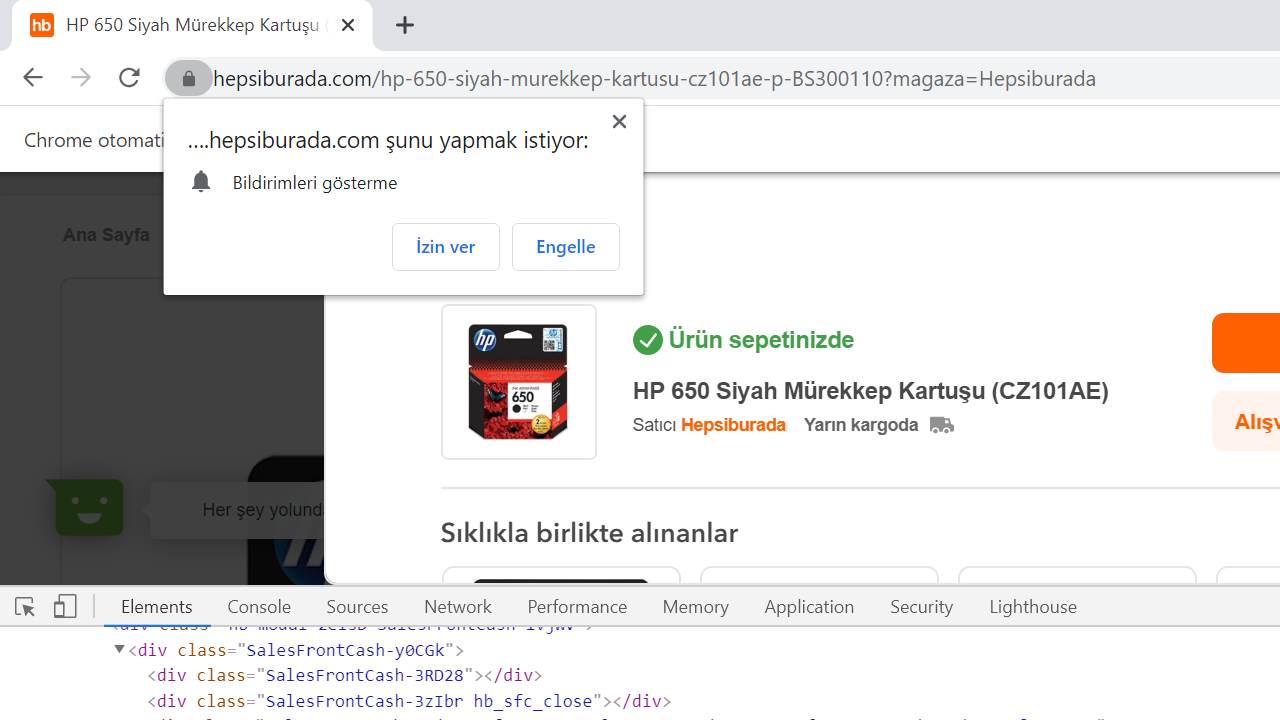 hb HP 650 Siyah Mürekkep Kartuşu (
hepsiburada.com/hp-650-siyah-murekkep-kartusu-cz101ae-p-BS300110?magaza=Hepsiburada
Chrome otomati
....hepsiburada.com şunu yapmak istiyor:
Bildirimleri gösterme
İzin ver Engelle
Ana Sayfa
hp
650
Ürün sepetinizde
HP 650 Siyah Mürekkep Kartuşu (CZ101AE)
Satıcı Hepsiburada Yarın kargoda
Alışv
Her şey yolund
Sıklıkla birlikte alınanlar
Elements Console Sources Network Performance Memory Application Security Lighthouse
<div class="SalesFrontCash-y0CGk">
<div class="SalesFrontCash-3RD28"></div>
<div class="SalesFrontCash-3zIbr hb_sfc_close"></div>